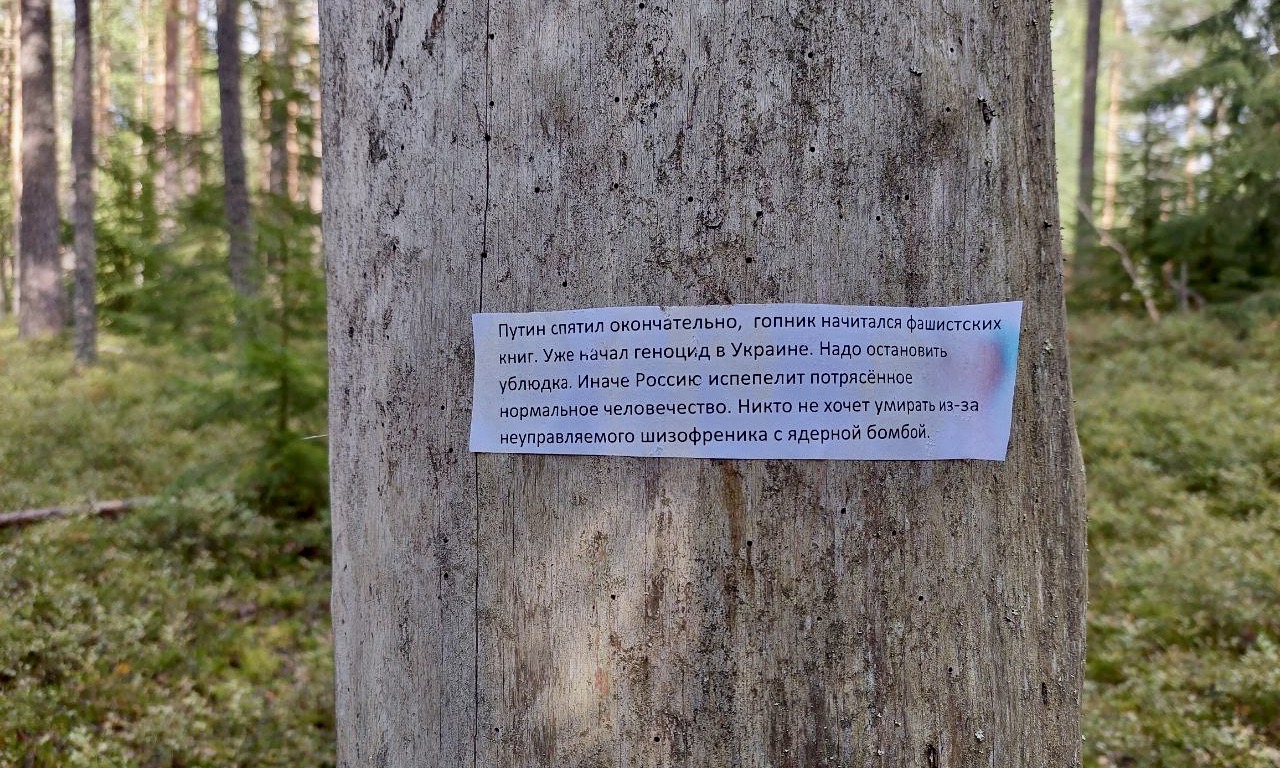 Путин спятил окончательно, гопник начитался фашистских
книг. Уже начал геноцид в Украине. Надо остановить
ублюдка. Иначе Россию испепелит потрясённое
нормальное человечество. Никто не хочет умирать из-за
неуправляемого шизофреника с ядерной бомбой.